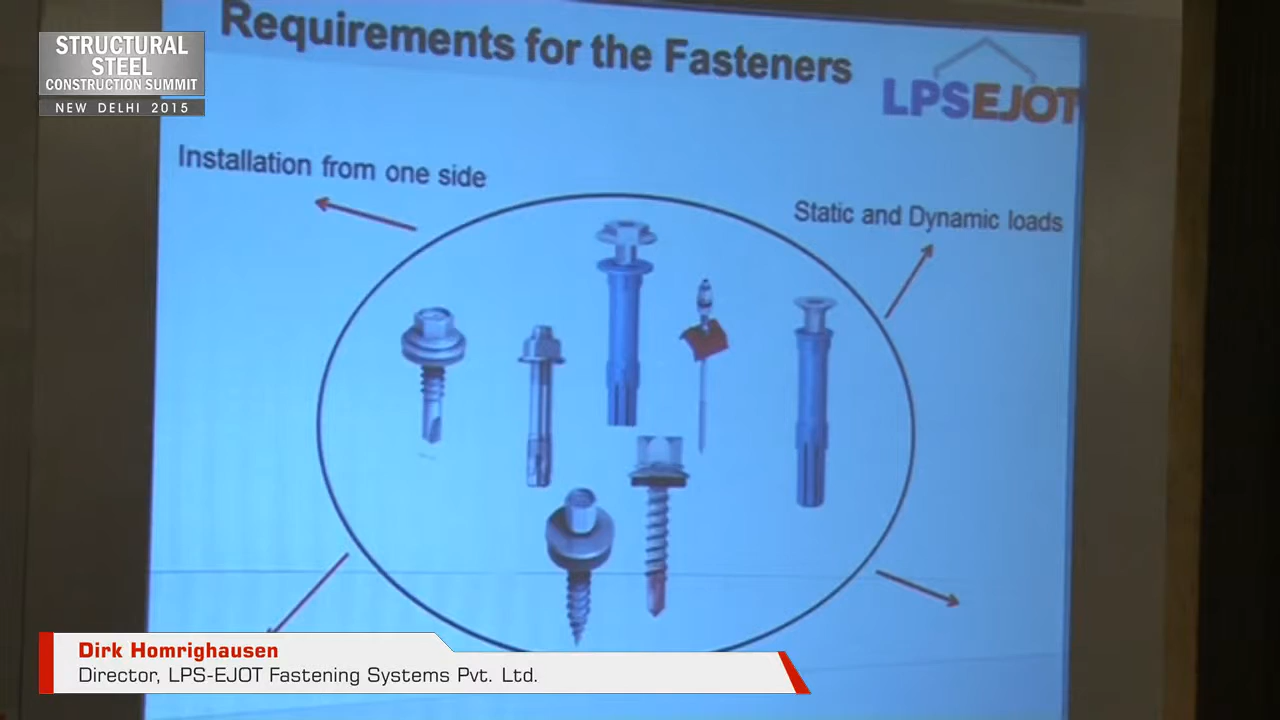 STRUCTURAL
STEEL
CONSTRUCTION SUMMIT
NEW DELHI 2015
Requirements for the Fasteners
LPSEJOT
Installation from one side
Static and Dynamic loads
Dirk Homrighausen
Director, LPS-EJOT Fastening Systems Pvt. Ltd.